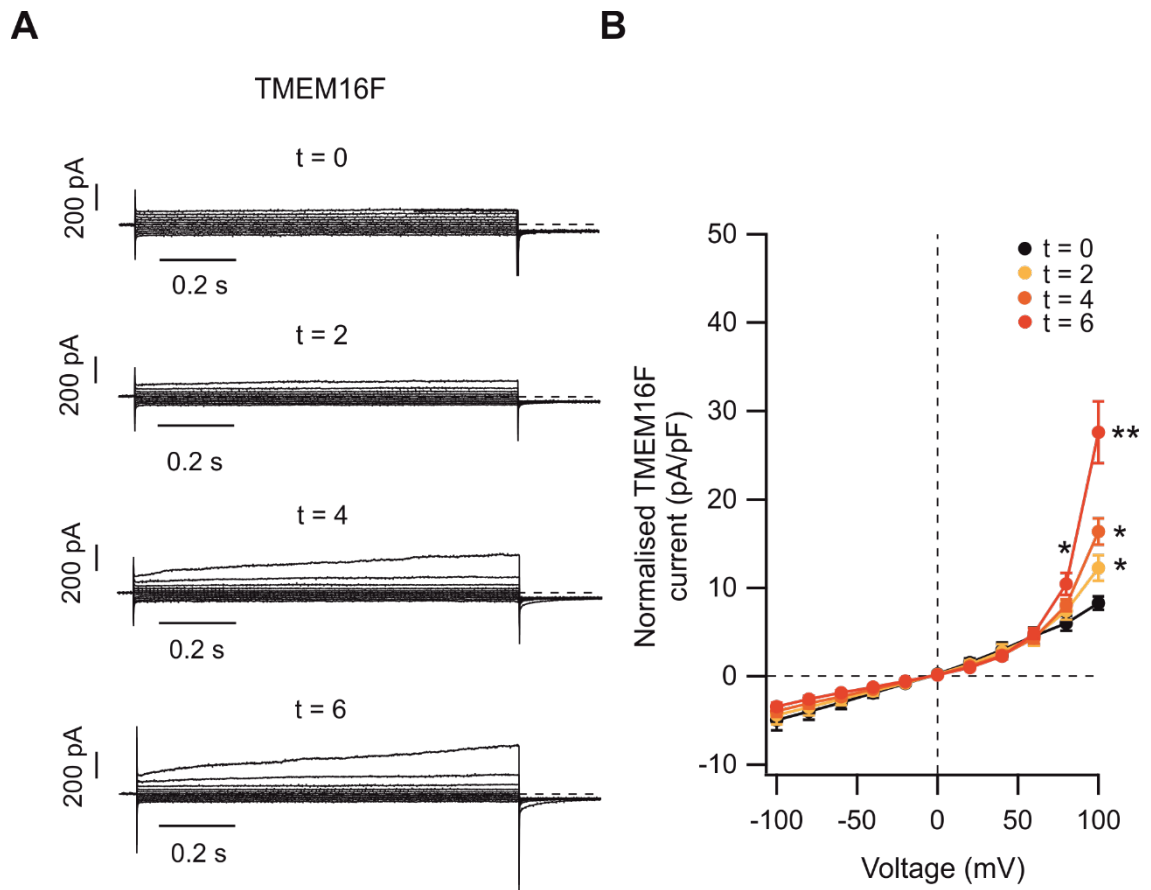 A
TMEM16F
t = 0
200 pA
0.2 s
t = 2
200 pA
0.2 s
t = 4
200 pA
0.2 s
t = 6
200 pA
0.2 s
B
Normalised TMEM16F
current (pA/pF)
50
40
30
20
10
0
-10
t = 0
t = 2
t = 4
t = 6
**
*
*
*
-100
-50
0
50
100
Voltage (mV)